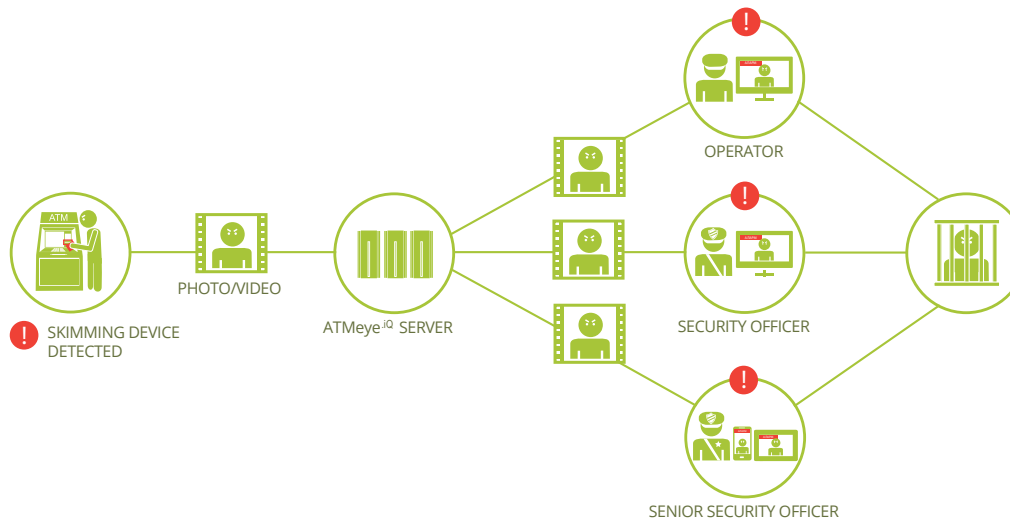 !
OPERATOR
ATM
PHOTO/VIDEO
!
SKIMMING DEVICE
DETECTED
ATMeye.iQ SERVER
!
SECURITY OFFICER
!
SENIOR SECURITY OFFICER